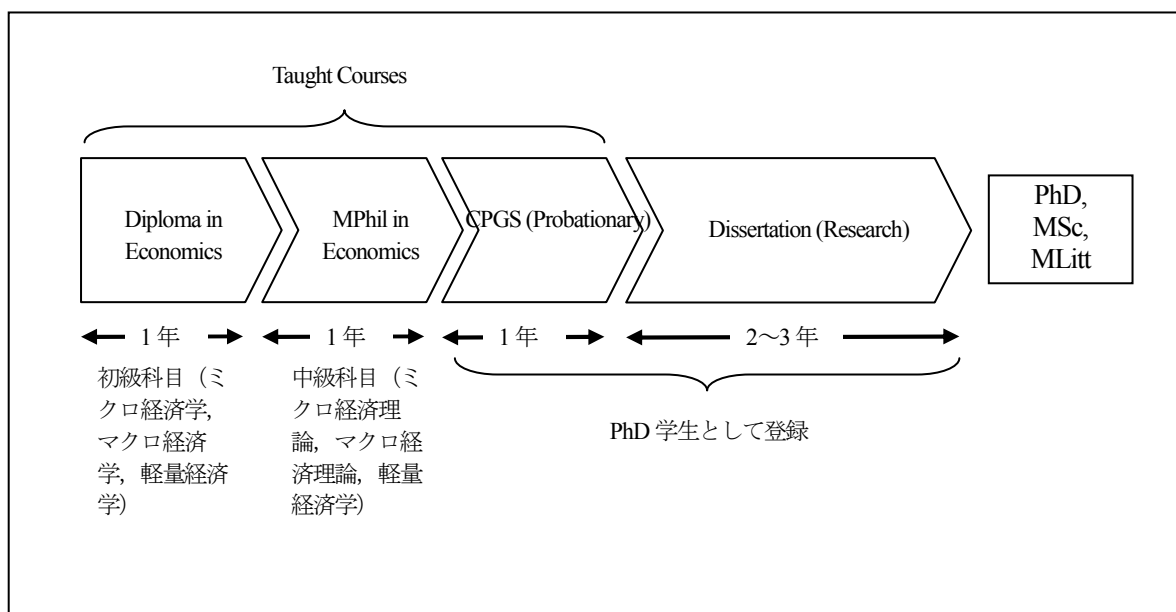 Taught Courses
Diploma in
Economics
MPhil in
Economics
CPGS (Probationary)
Dissertation (Research)
PhD,
MSc,
MLitt
1 年
1 年
1 年
2～3 年
初級科目（ミ
クロ経済学,
マクロ経済
学, 軽量経済
学）
中級科目（ミ
クロ経済理
論, マクロ経
済理論, 軽量
経済学）
PhD 学生として登録